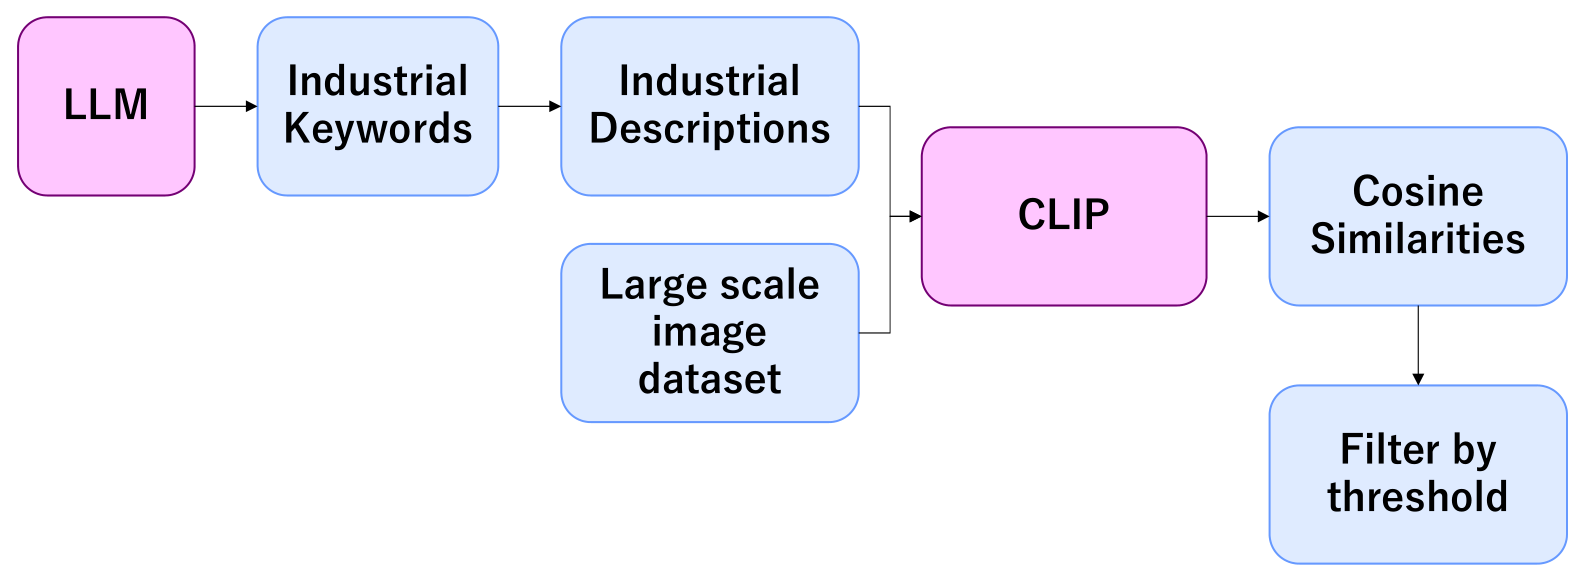 LLM
Industrial
Keywords
Industrial
Descriptions
Large scale
image
dataset
CLIP
Cosine
Similarities
Filter by
threshold